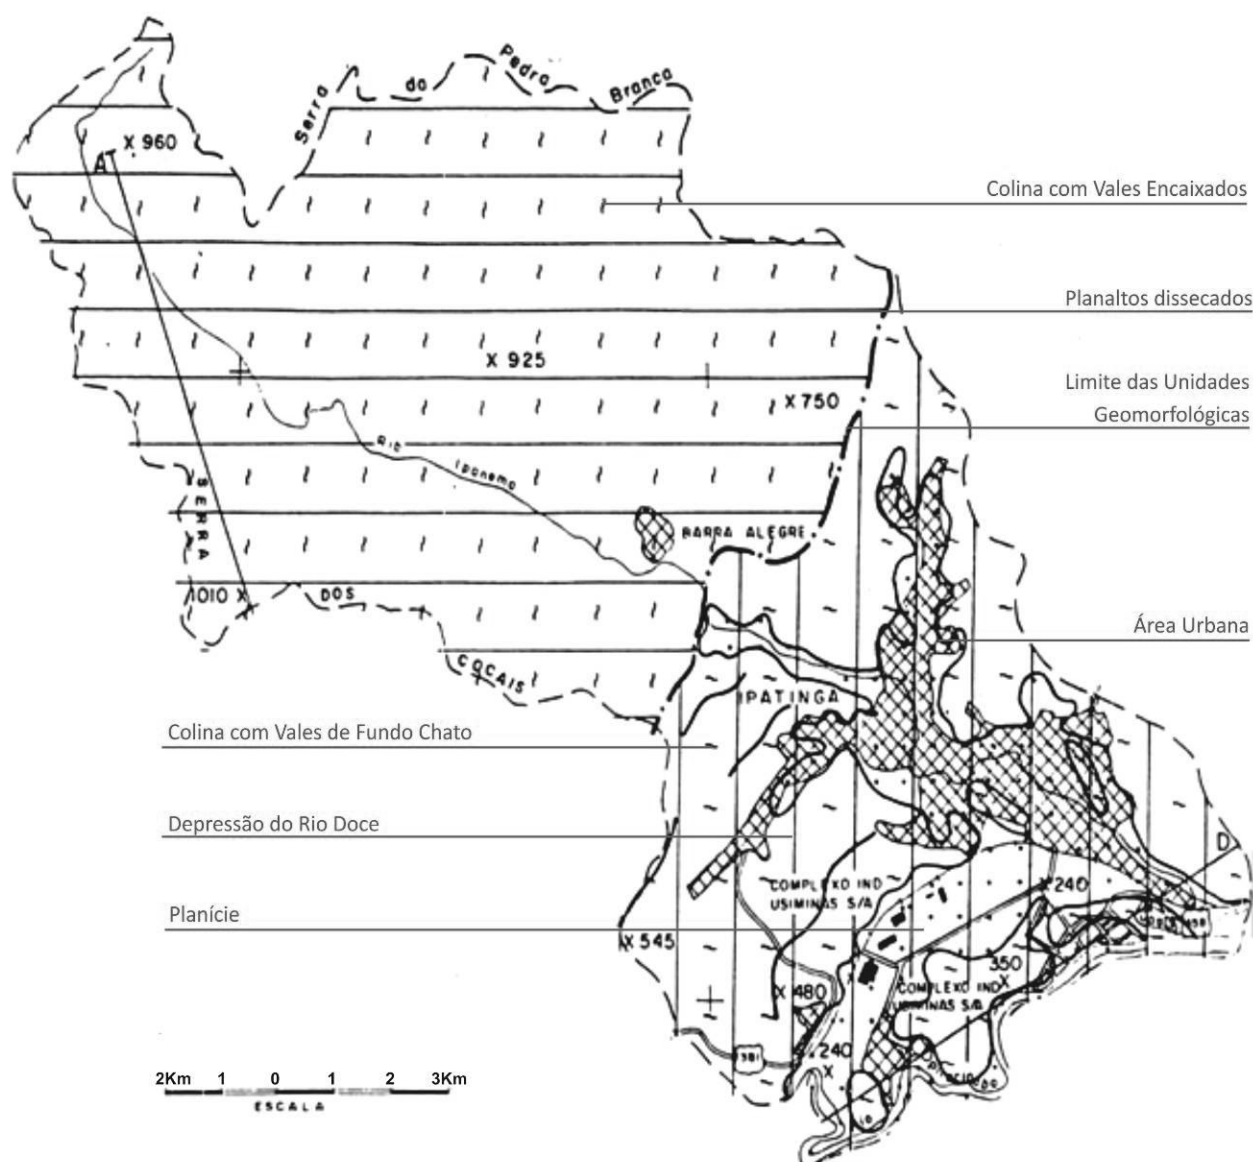 Serra da Pedra Branca
X 960
A
Colina com Vales Encaixados
Planaltos dissecados
X 925
Limite das Unidades
Geomorfológicas
X 750
RIO Ipanema
SERRA
BARRA ALEGRE
1010 X
DOS
COCAIS
Área Urbana
IPATINGA
Colina com Vales de Fundo Chato
Depressão do Rio Doce
D
COMPLEXO IND
USIMINAS S/A
X 240
Planície
X 545
350
X
X 480
COMPLEXO IND
USIMINAS S/A
240
X
381
2Km 1 0 1 2 3Km
ESCALA